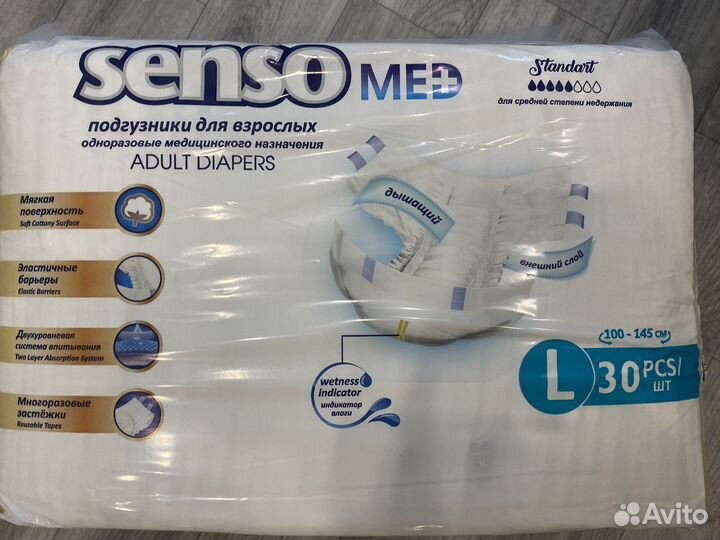 senso MED
Standart
для средней степени недержания
подгузники для взрослых
одноразовые медицинского назначения
ADULT DIAPERS
Мягкая
поверхность
Soft Cottony Surface
дышащий
внешний слой
Эластичные
барьеры
Elastic Barriers
Двухуровневая
система впитывания
Two Layer Absorption System
Многоразовые
застёжки
Reusable Tapes
wetness
indicator
индикатор
влаги
100 - 145 см
L 30 PCS/
шт
Avito